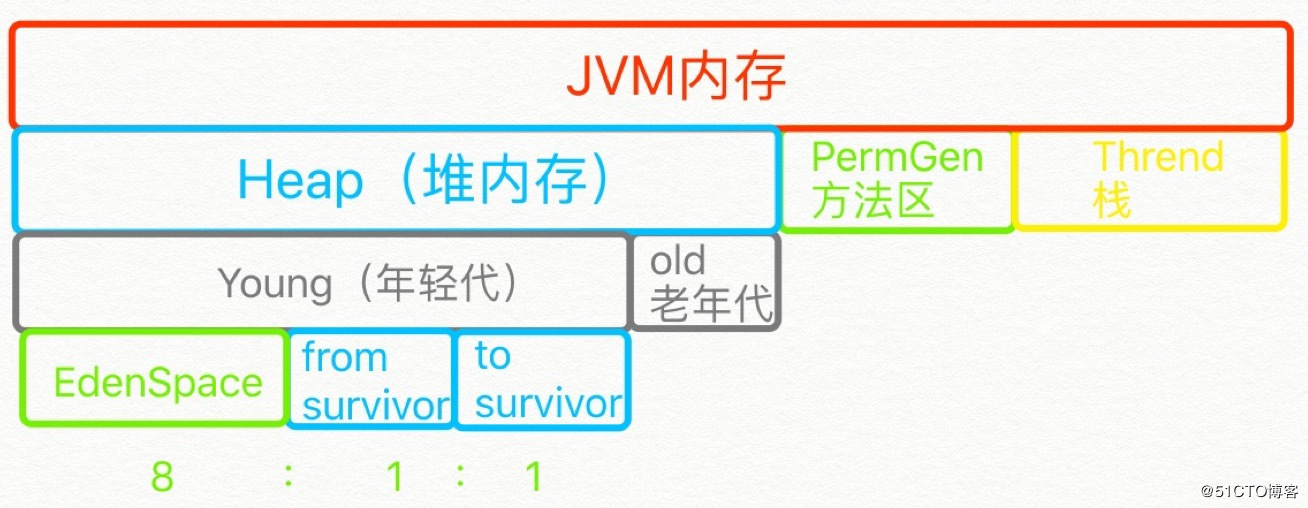 JVM内存
Heap（堆内存）
PermGen
方法区
Thrend
栈
Young（年轻代）
old
老年代
EdenSpace
from
survivor
to
survivor
8 : 1 : 1
@51CTO博客